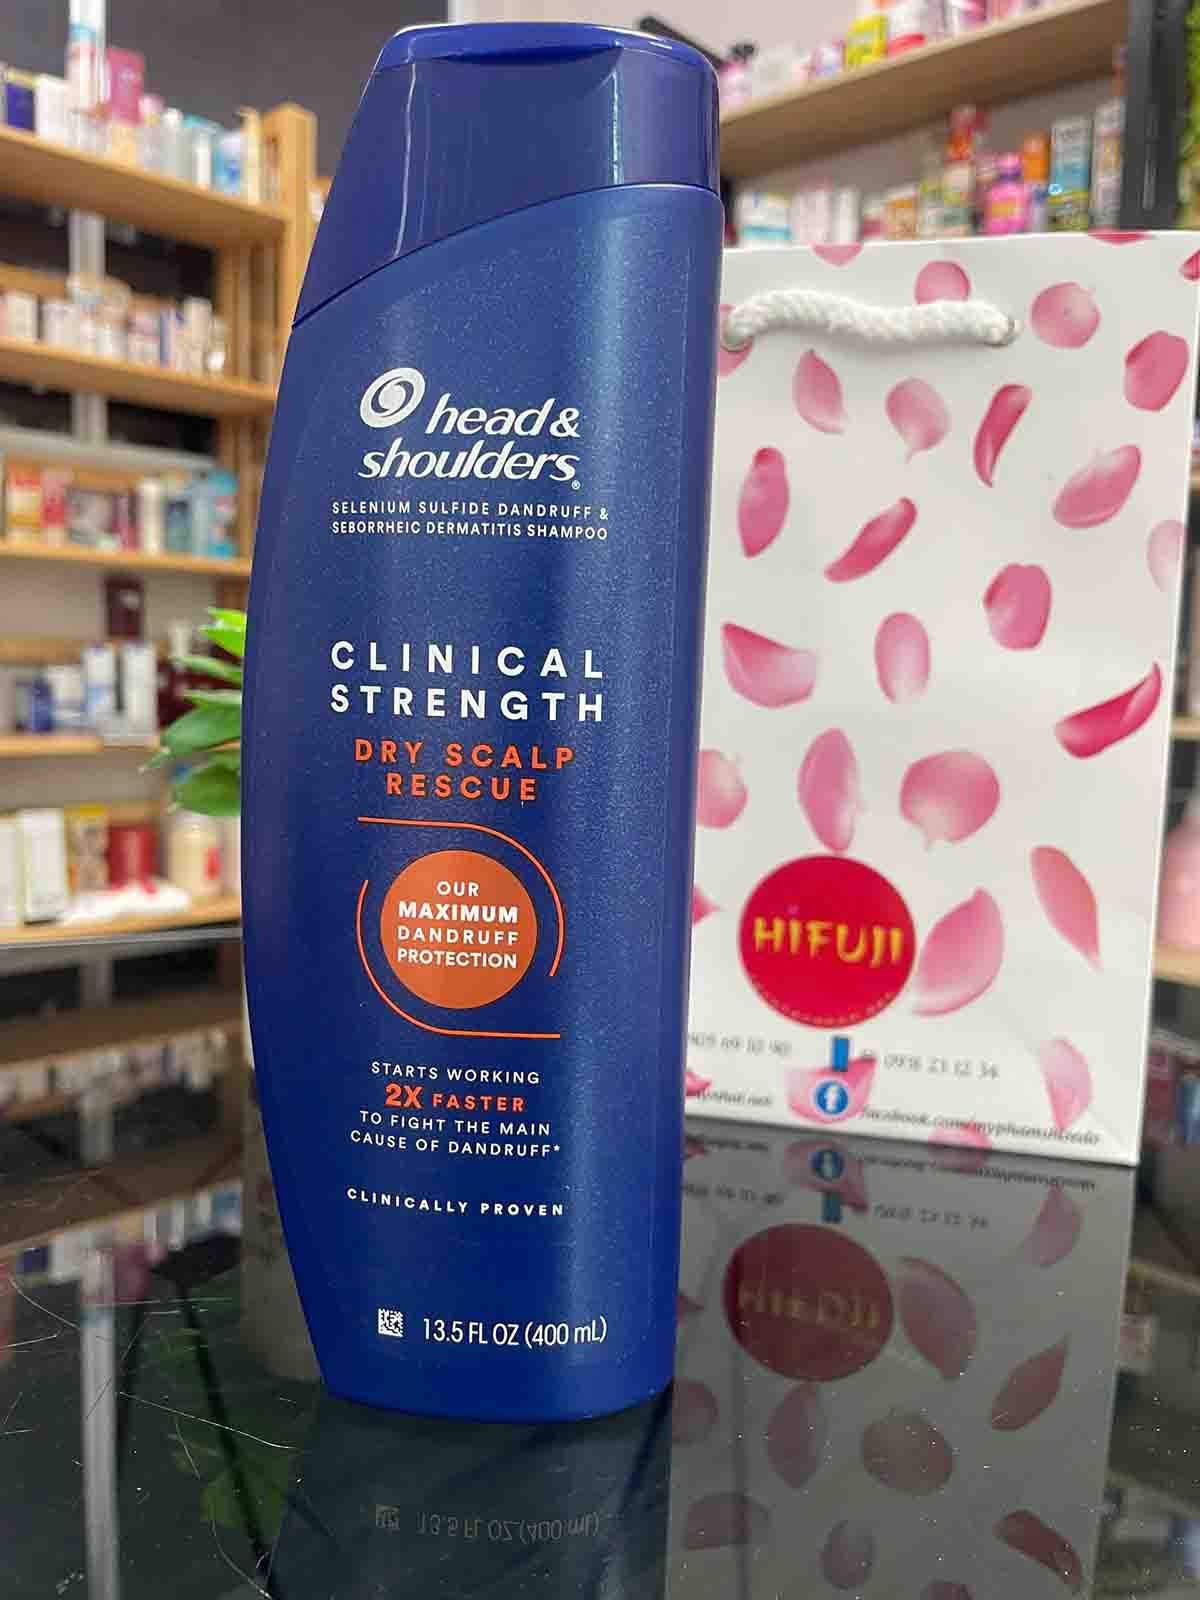 head &
shoulders®
SELENIUM SULFIDE DANDRUFF &
SEBORRHEIC DERMATITIS SHAMPOO
CLINICAL
STRENGTH
DRY SCALP
RESCUE
OUR
MAXIMUM
DANDRUFF
PROTECTION
STARTS WORKING
2X FASTER
TO FIGHT THE MAIN
CAUSE OF DANDRUFF*
CLINICALLY PROVEN
13.5 FL OZ (400 mL)
HiFUJI